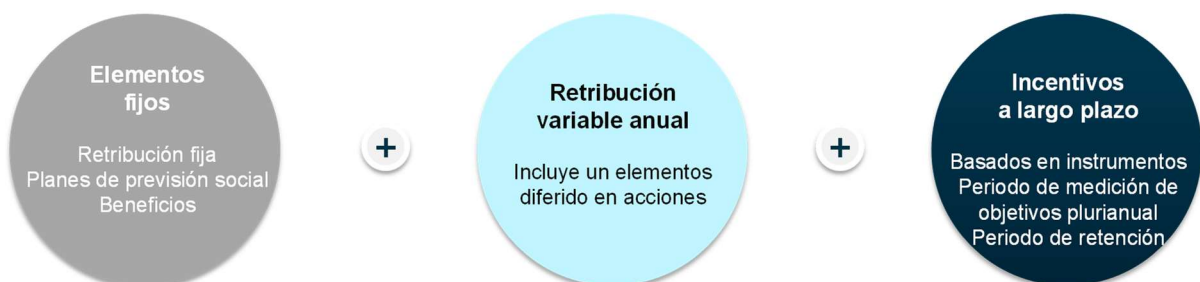 Elementos
fijos
Retribución fija
Planes de previsión social
Beneficios
+
Retribución
variable anual
Incluye un elementos
diferido en acciones
+
Incentivos
a largo plazo
Basados en instrumentos
Periodo de medición de
objetivos plurianual
Periodo de retención